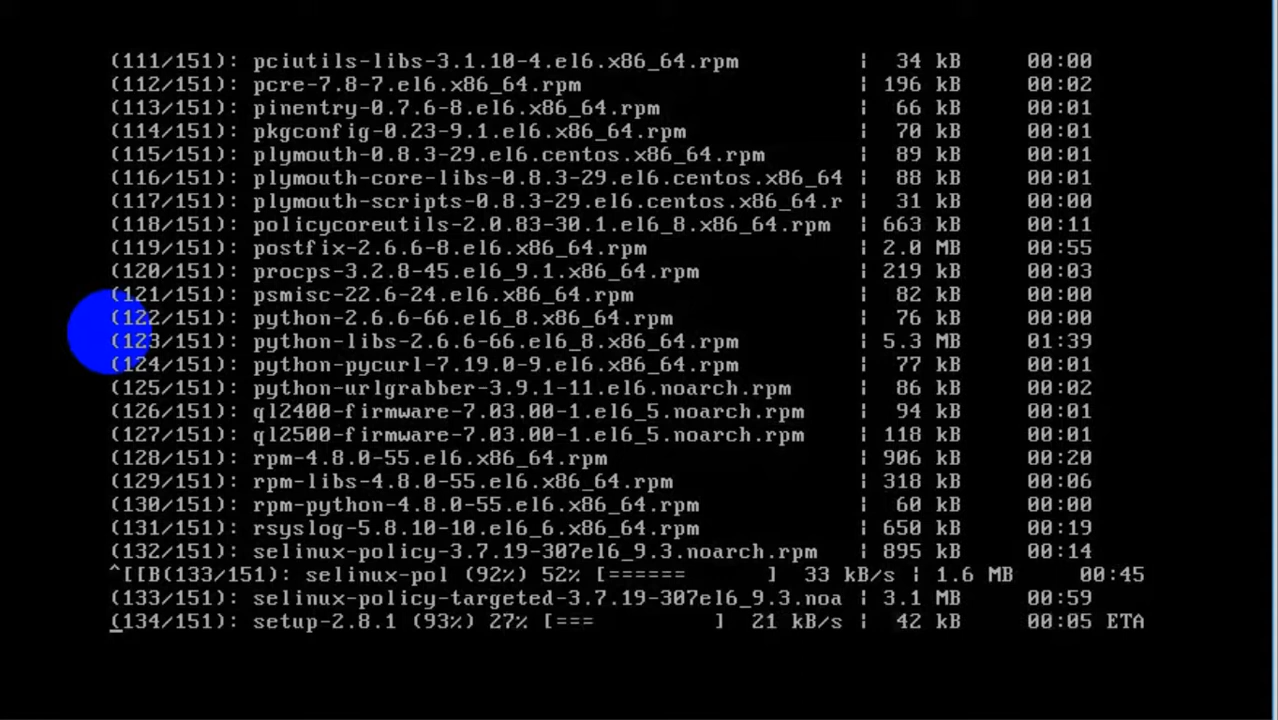 (111/151): pciutils-libs-3.1.10-4.el6.x86_64.rpm | 34 kB 00:00
(112/151): pcre-7.8-7.el6.x86_64.rpm | 196 kB 00:02
(113/151): pinentry-0.7.6-8.el6.x86_64.rpm | 66 kB 00:01
(114/151): pkgconfig-0.23-9.1.el6.x86_64.rpm | 70 kB 00:01
(115/151): plymouth-0.8.3-29.el6.centos.x86_64.rpm | 89 kB 00:01
(116/151): plymouth-core-libs-0.8.3-29.el6.centos.x86_64 | 88 kB 00:01
(117/151): plymouth-scripts-0.8.3-29.el6.centos.x86_64.r | 31 kB 00:00
(118/151): policycoreutils-2.0.83-30.1.el6_8.x86_64.rpm | 663 kB 00:11
(119/151): postfix-2.6.6-8.el6.x86_64.rpm | 2.0 MB 00:55
(120/151): procps-3.2.8-45.el6_9.1.x86_64.rpm | 219 kB 00:03
(121/151): psmisc-22.6-24.el6.x86_64.rpm | 82 kB 00:00
(122/151): python-2.6.6-66.el6_8.x86_64.rpm | 76 kB 00:00
(123/151): python-libs-2.6.6-66.el6_8.x86_64.rpm | 5.3 MB 01:39
(124/151): python-pycurl-7.19.0-9.el6.x86_64.rpm | 77 kB 00:01
(125/151): python-urlgrabber-3.9.1-11.el6.noarch.rpm | 86 kB 00:02
(126/151): ql2400-firmware-7.03.00-1.el6_5.noarch.rpm | 94 kB 00:01
(127/151): ql2500-firmware-7.03.00-1.el6_5.noarch.rpm | 118 kB 00:01
(128/151): rpm-4.8.0-55.el6.x86_64.rpm | 906 kB 00:20
(129/151): rpm-libs-4.8.0-55.el6.x86_64.rpm | 318 kB 00:06
(130/151): rpm-python-4.8.0-55.el6.x86_64.rpm | 60 kB 00:00
(131/151): rsyslog-5.8.10-10.el6_6.x86_64.rpm | 650 kB 00:19
(132/151): selinux-policy-3.7.19-307el6_9.3.noarch.rpm | 895 kB 00:14
^[[B(133/151): selinux-pol (92%) 52% [====== ] 33 kB/s | 1.6 MB 00:45
(133/151): selinux-policy-targeted-3.7.19-307el6_9.3.noa | 3.1 MB 00:59
(134/151): setup-2.8.1 (93%) 27% [=== ] 21 kB/s | 42 kB 00:05 ETA